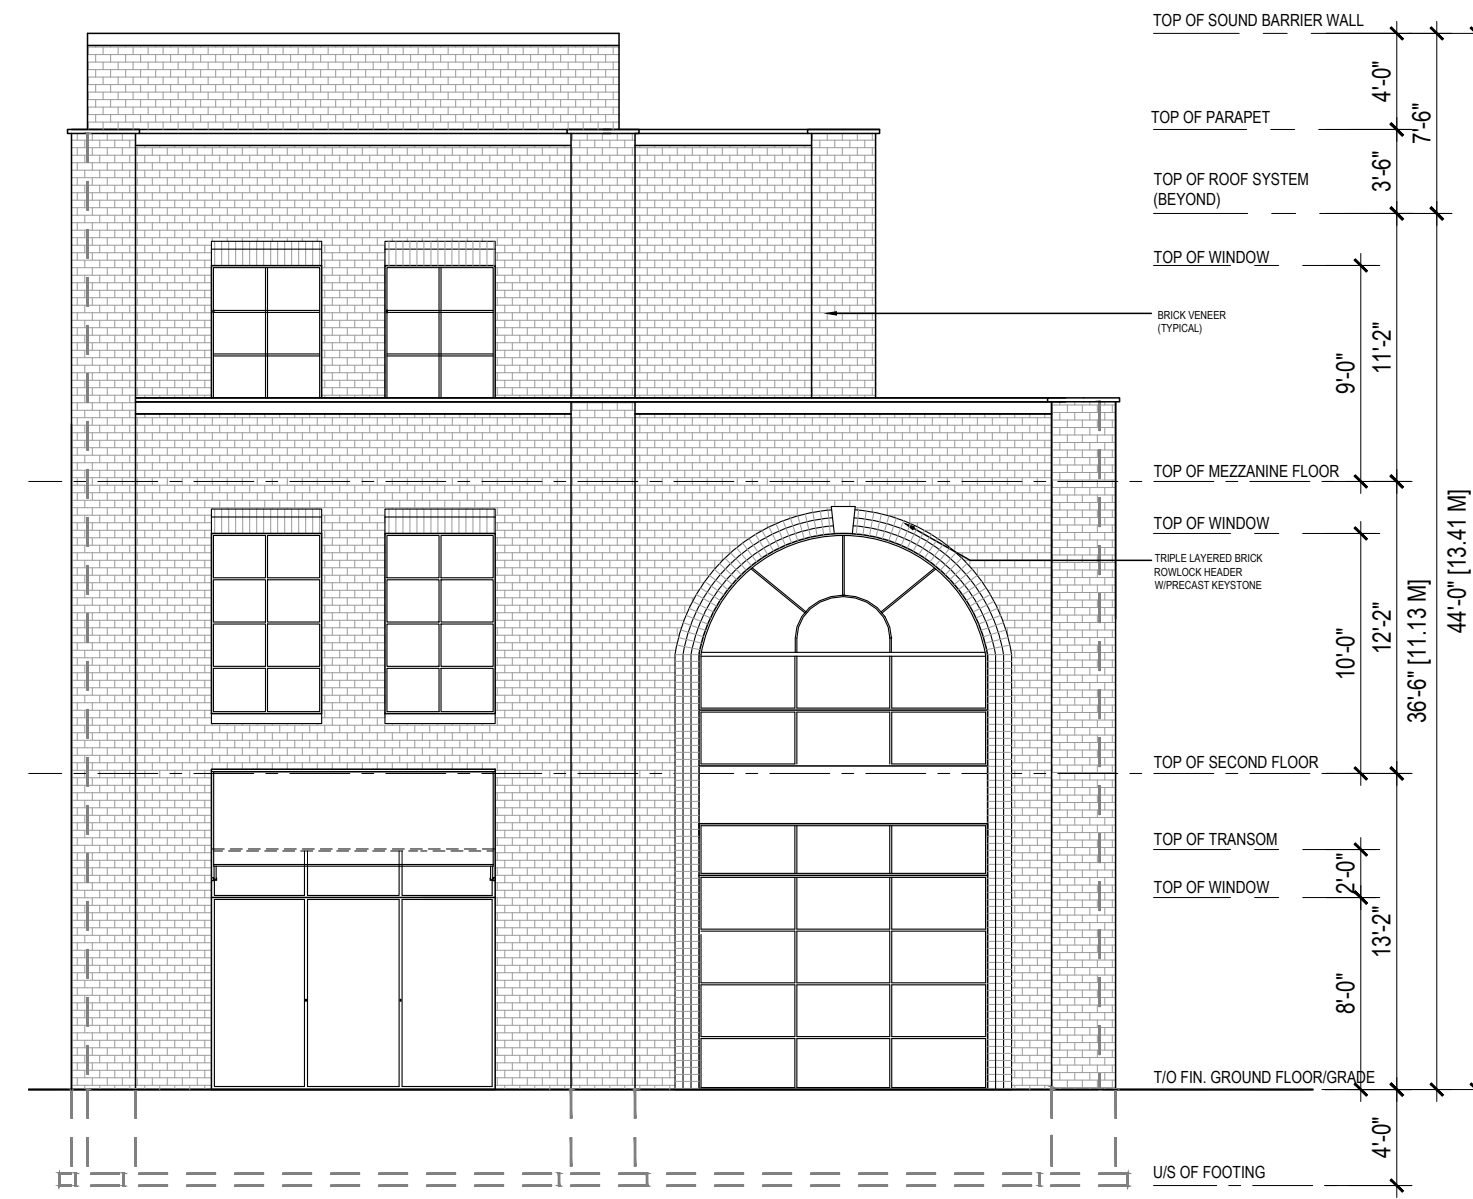 TOP OF SOUND BARRIER WALL
4'-0"
TOP OF PARAPET
7'-6"
3'-6"
TOP OF ROOF SYSTEM
(BEYOND)
TOP OF WINDOW
BRICK VENEER
(TYPICAL)
11'-2"
9'-0"
TOP OF MEZZANINE FLOOR
TOP OF WINDOW
TRIPLE LAYERED BRICK
ROWLOCK HEADER
W/PRECAST KEYSTONE
44'-0" [13.41 M]
12'-2"
10'-0"
36'-6" [11.13 M]
TOP OF SECOND FLOOR
TOP OF TRANSOM
2'-0"
TOP OF WINDOW
13'-2"
8'-0"
T/O FIN. GROUND FLOOR/GRADE
4'-0"
U/S OF FOOTING